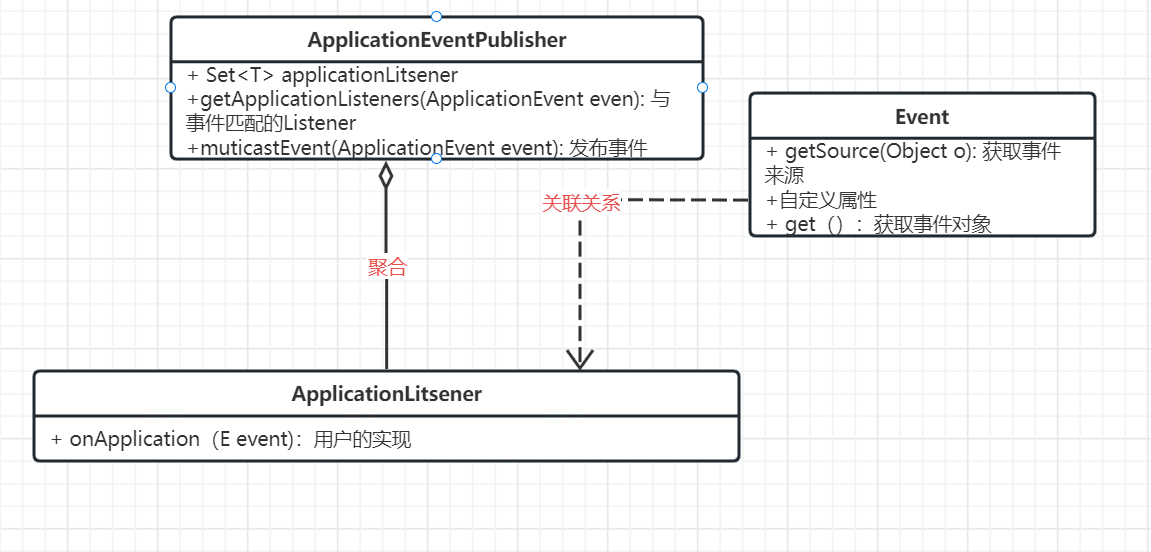 ApplicationEventPublisher
+ Set<T> applicationLitsener
+getApplicationListeners(ApplicationEvent even): 与
事件匹配的Listener
+muticastEvent(ApplicationEvent event): 发布事件
Event
+ getSource(Object o): 获取事件
来源
+自定义属性
+ get（）：获取事件对象
关联关系
聚合
ApplicationLitsener
+ onApplication（E event)：用户的实现